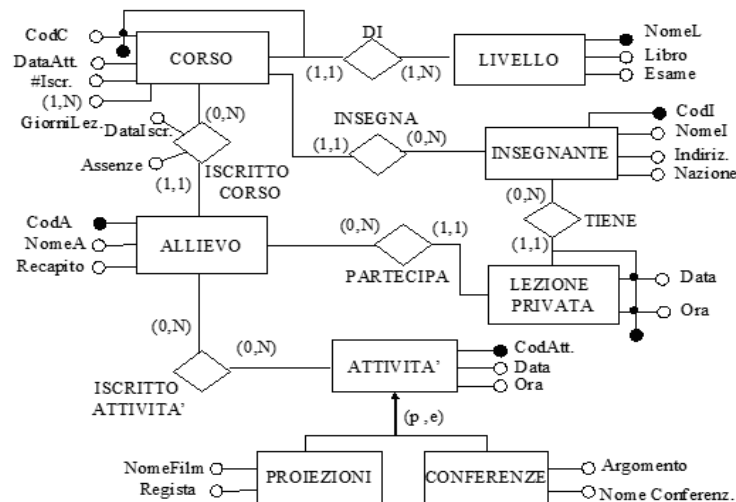 DI
NomeL
CodC
CORSO
LIVELLO
Libro
DataAtt.
Esame
#Iscr.
(1,1)
(1,N)
(1,N)
(0,N)
INSEGNA
CodI
GiorniLez.
DataIscr.
NomeI
(1,1)
(0,N)
INSEGNANTE
Indiriz.
Assenze
ISCRITTO
CORSO
Nazione
(1,1)
(0,N)
TIENE
CodA
NomeA
ALLIEVO
(0,N)
(1,1)
(1,1)
Recapito
PARTECIPA
LEZIONE
PRIVATA
Data
Ora
(0,N)
(0,N)
CodAtt.
ATTIVITA'
Data
ISCRITTO
ATTIVITA'
Ora
(p,e)
NomeFilm
PROIEZIONI
CONFERENZE
Argomento
Regista
Nome Conferenz.